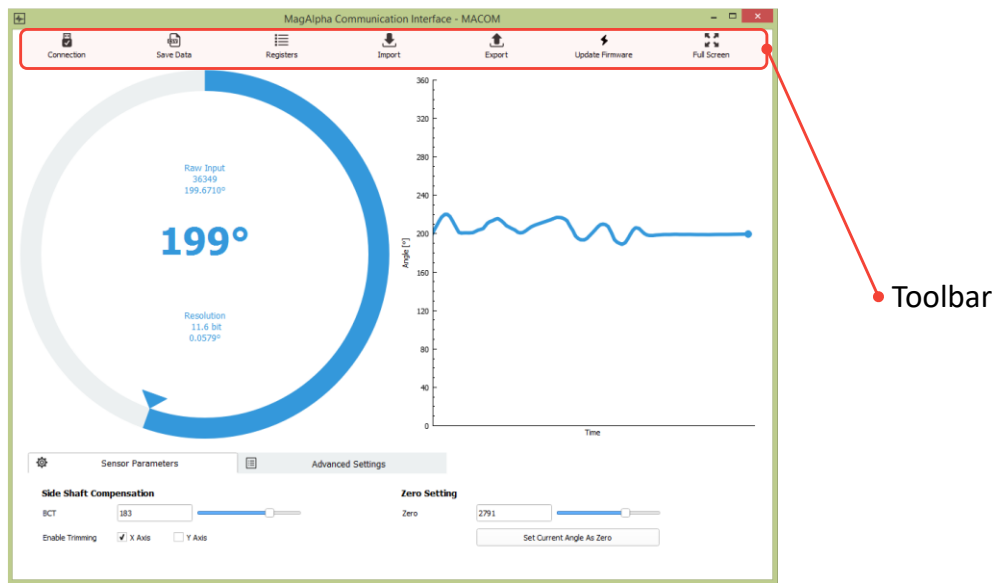 MagAlpha Communication Interface - MACOM
Connection
Save Data
Registers
Import
Export
Update Firmware
Full Screen
Toolbar
Raw Input
36349
199.6710°
199°
Resolution
11.6 bit
0.0579°
360
320
280
240
200
160
120
80
40
0
Angle [°]
Time
Sensor Parameters
Advanced Settings
Side Shaft Compensation
BCT
183
Enable Trimming
X Axis
Y Axis
Zero Setting
Zero
2791
Set Current Angle As Zero